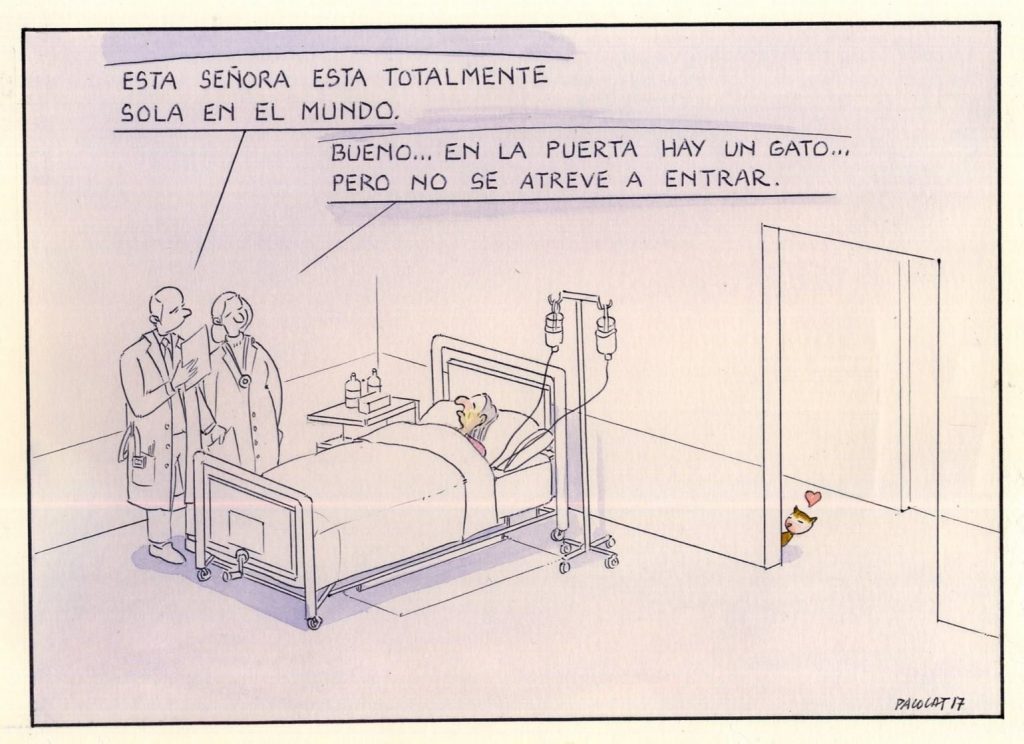 ESTA SEÑORA ESTA TOTALMENTE
SOLA EN EL MUNDO.
BUENO... EN LA PUERTA HAY UN GATO...
PERO NO SE ATREVE A ENTRAR.
PACOCAT 17